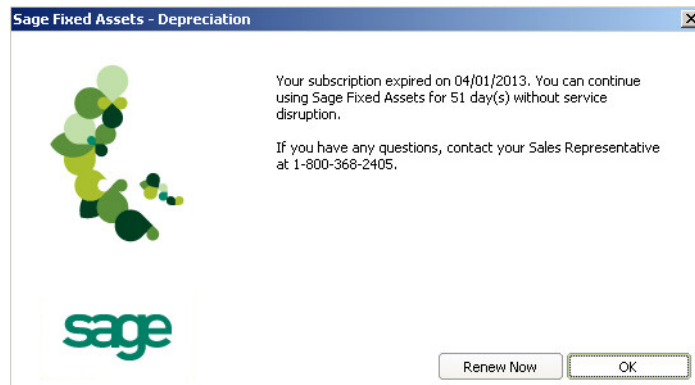 Sage Fixed Assets - Depreciation
Your subscription expired on 04/01/2013. You can continue
using Sage Fixed Assets for 51 day(s) without service
disruption.
If you have any questions, contact your Sales Representative
at 1-800-368-2405.
sage
Renew Now
OK